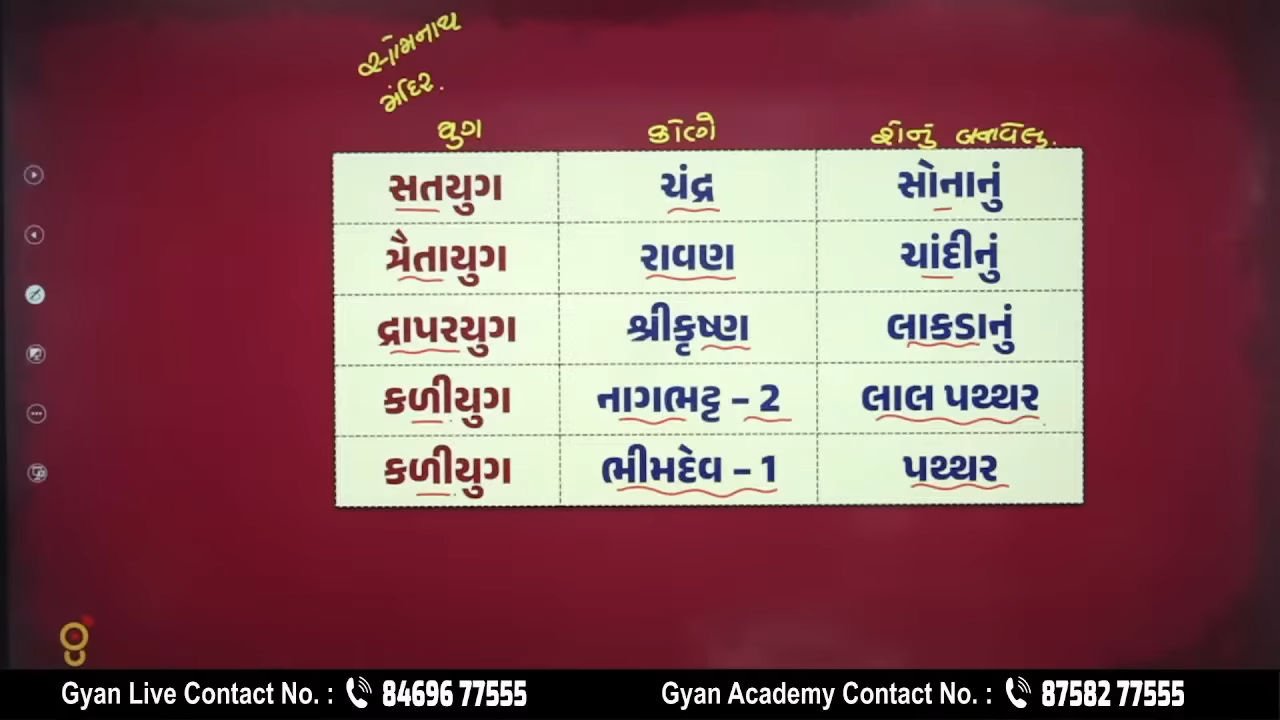 સોમનાથ
મંદિર.
યુગ કોણે શેનું બનાવેલુ.
સતયુગ ચંદ્ર સોનાનું
ત્રૈતાયુગ રાવણ ચાંદીનું
દ્રાપરયુગ શ્રીકૃષ્ણ લાકડાનું
કળીયુગ નાગભટ્ટ – 2 લાલ પથ્થર
કળીયુગ ભીમદેવ – 1 પથ્થર
Gyan Live Contact No. : 84696 77555 Gyan Academy Contact No. : 87582 77555